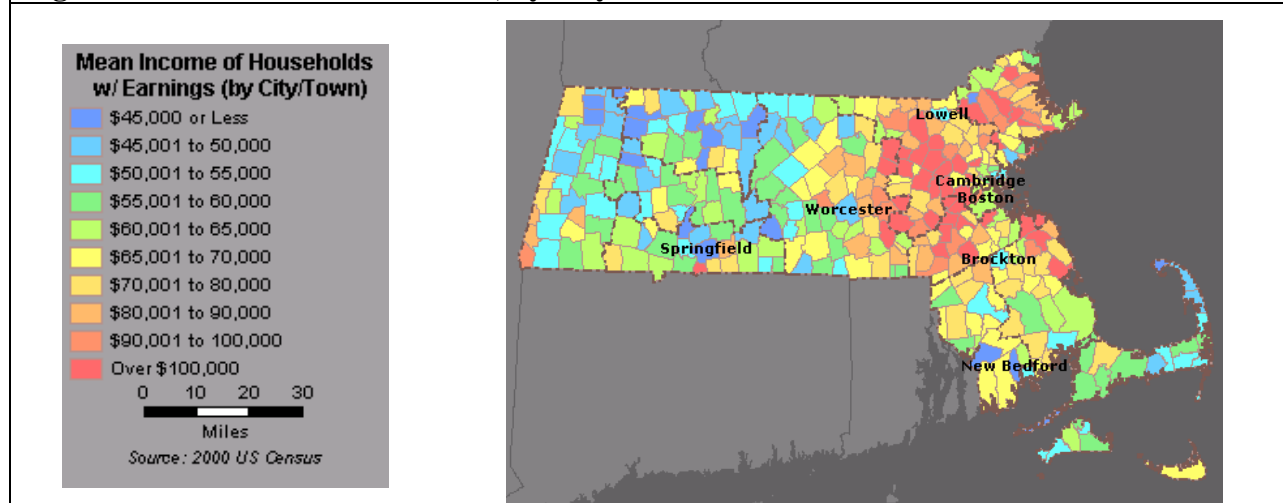 Mean Income of Households
w/ Earnings (by City/Town)
$45,000 or Less
$45,001 to 50,000
$50,001 to 55,000
$55,001 to 60,000
$60,001 to 65,000
$65,001 to 70,000
$70,001 to 80,000
$80,001 to 90,000
$90,001 to 100,000
Over $100,000
0 10 20 30
Miles
Source: 2000 US Census
Lowell
Cambridge
Boston
Worcester
Springfield
Brockton
New Bedford